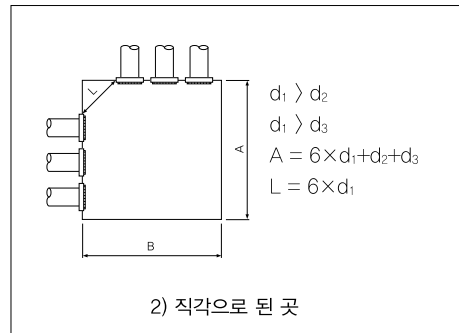 L
A
B
d₁ > d₂
d₁ > d₃
A = 6×d₁+d₂+d₃
L = 6×d₁
2) 직각으로 된 곳